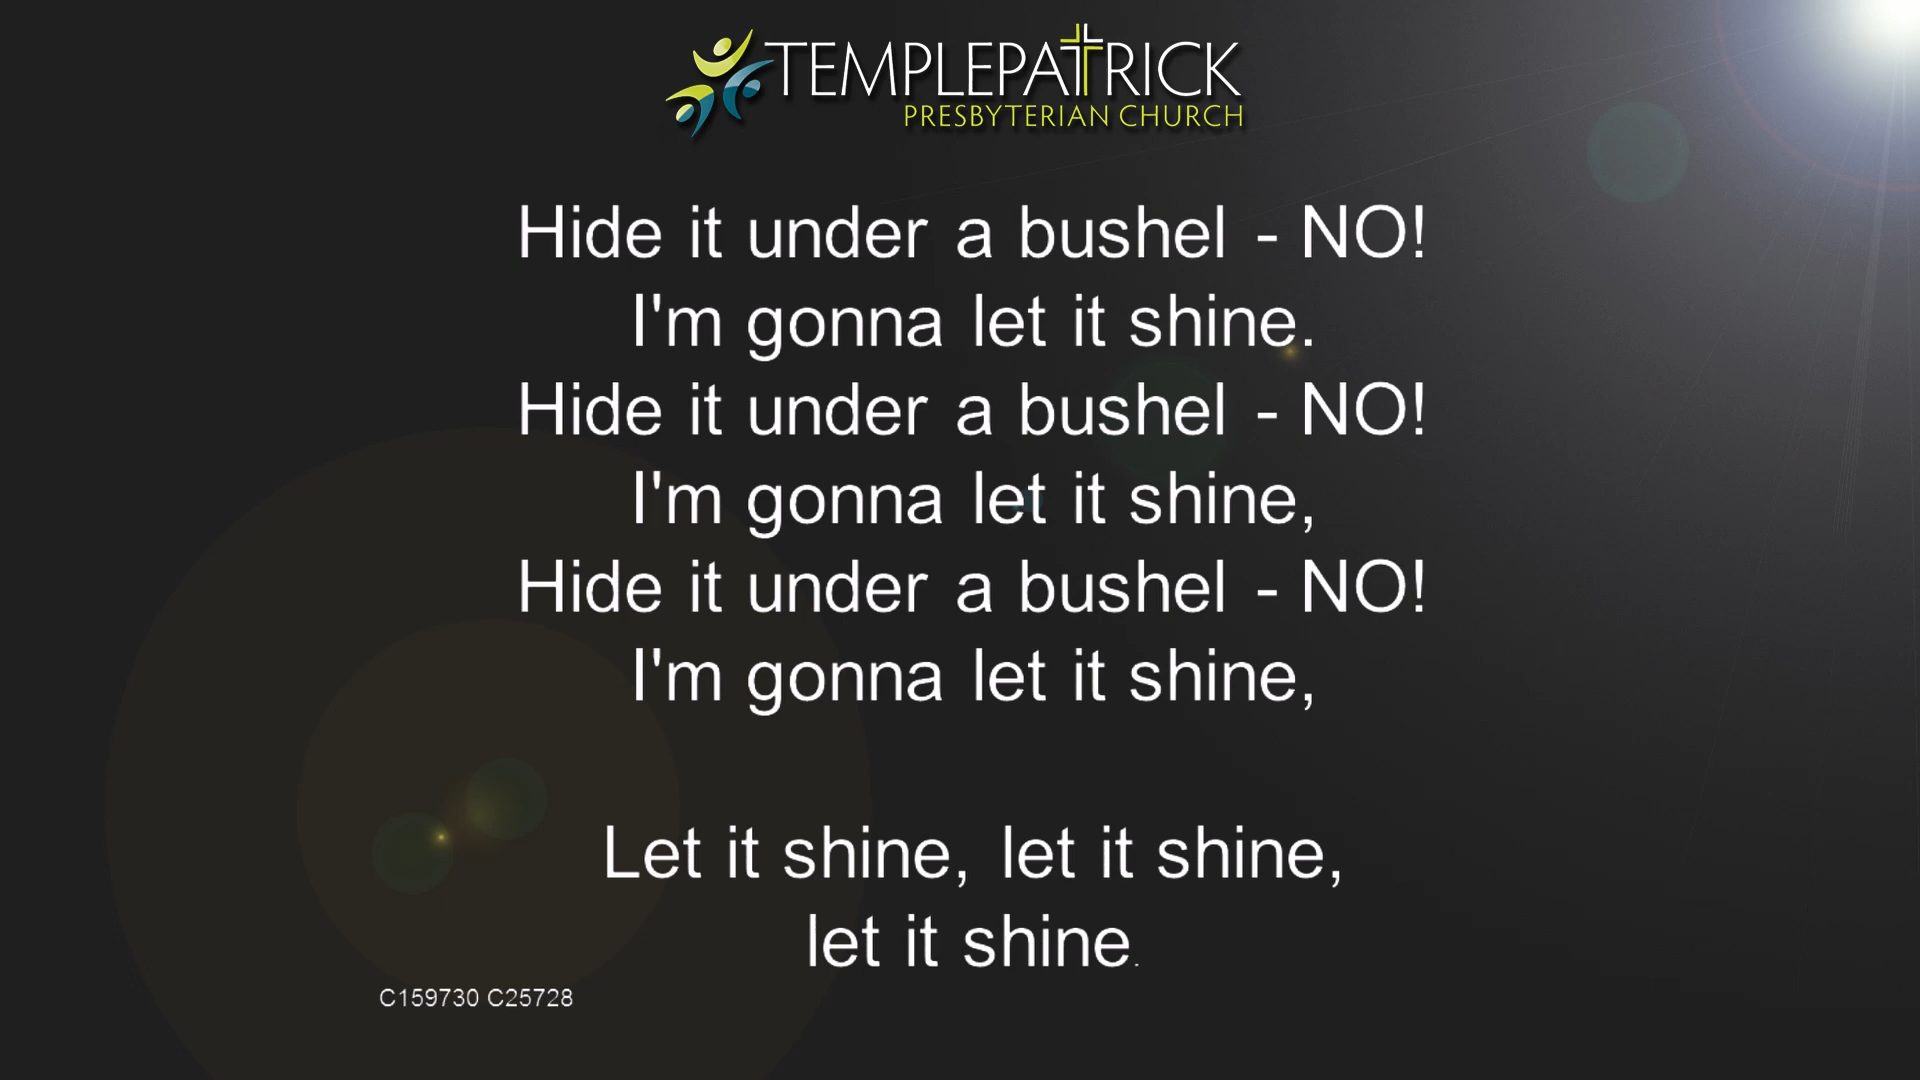 TEMPLEPATRICK
PRESBYTERIAN CHURCH
Hide it under a bushel - NO!
I'm gonna let it shine.
Hide it under a bushel - NO!
I'm gonna let it shine,
Hide it under a bushel - NO!
I'm gonna let it shine,
Let it shine, let it shine,
let it shine.
C159730 C25728